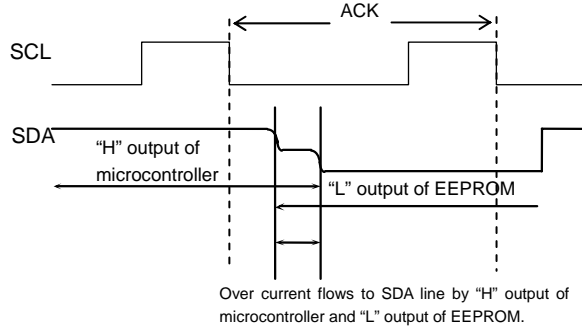 ACK
SCL
SDA
“H” output of
microcontroller
“L” output of EEPROM
Over current flows to SDA line by “H” output of
microcontroller and “L” output of EEPROM.